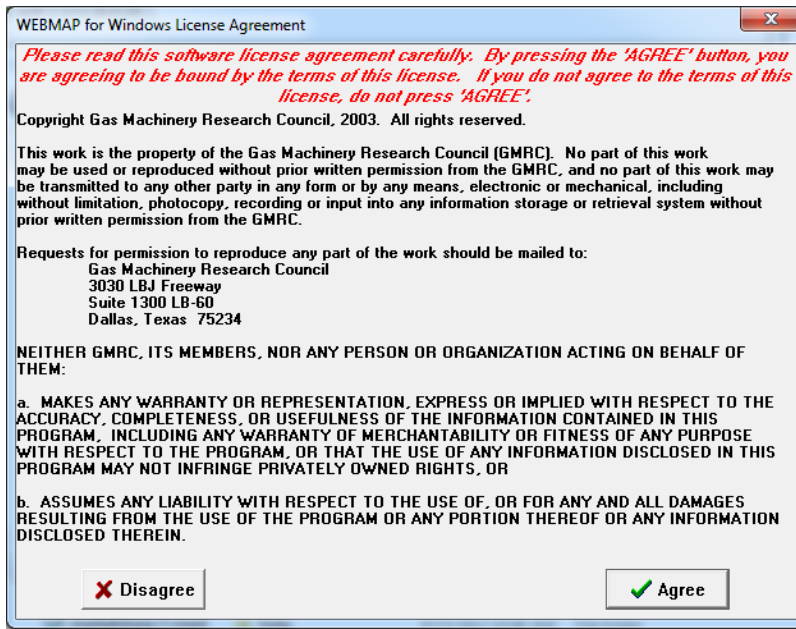 WEBMAP for Windows License Agreement
Please read this software license agreement carefully.  By pressing the 'AGREE' button, you
are agreeing to be bound by the terms of this license.   If you do not agree to the terms of this
license, do not press 'AGREE'.
Copyright Gas Machinery Research Council, 2003.  All rights reserved.
This work is the property of the Gas Machinery Research Council (GMRC).  No part of this work
may be used or reproduced without prior written permission from the GMRC, and no part of this work may
be transmitted to any other party in any form or by any means, electronic or mechanical, including
without limitation, photocopy, recording or input into any information storage or retrieval system without
prior written permission from the GMRC.
Requests for permission to reproduce any part of the work should be mailed to:
Gas Machinery Research Council
3030 LBJ Freeway
Suite 1300 LB-60
Dallas, Texas  75234
NEITHER GMRC, ITS MEMBERS, NOR ANY PERSON OR ORGANIZATION ACTING ON BEHALF OF
THEM:
a.  MAKES ANY WARRANTY OR REPRESENTATION, EXPRESS OR IMPLIED WITH RESPECT TO THE
ACCURACY, COMPLETENESS, OR USEFULNESS OF THE INFORMATION CONTAINED IN THIS
PROGRAM,  INCLUDING ANY WARRANTY OF MERCHANTABILITY OR FITNESS OF ANY PURPOSE
WITH RESPECT TO THE PROGRAM, OR THAT THE USE OF ANY INFORMATION DISCLOSED IN THIS
PROGRAM MAY NOT INFRINGE PRIVATELY OWNED RIGHTS, OR
b.  ASSUMES ANY LIABILITY WITH RESPECT TO THE USE OF, OR FOR ANY AND ALL DAMAGES
RESULTING FROM THE USE OF THE PROGRAM OR ANY PORTION THEREOF OR ANY INFORMATION
DISCLOSED THEREIN.
Disagree
Agree